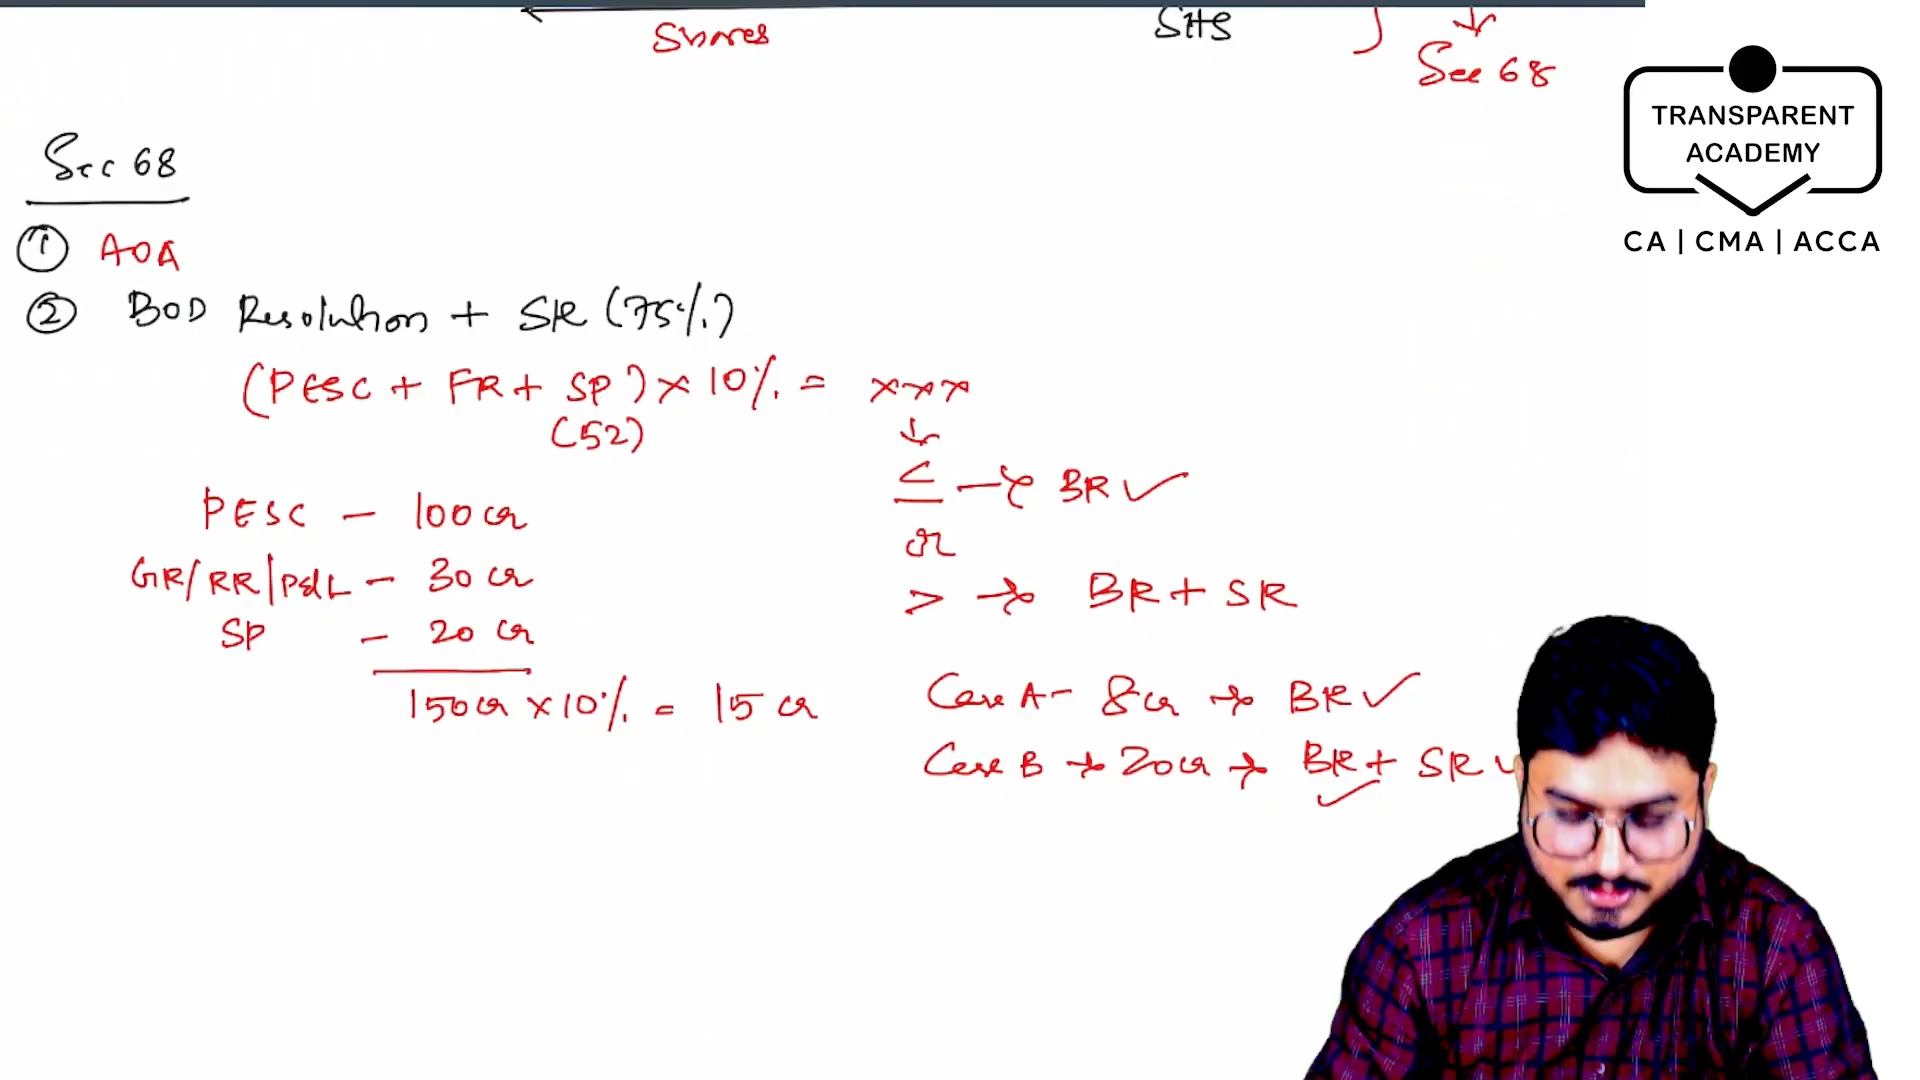 Shares
SHS
Sec 68
TRANSPARENT
ACADEMY
CA | CMA | ACCA
Sec 68
① AOA
② BOD Resolution + SR (75%)
(PESC + FR + SP) × 10% = xxx
(52)
≤ → BR ✓
or
> → BR + SR
PESC - 100 cr
GR/RR/P&L - 30 cr
SP - 20 cr
150 cr × 10% = 15 cr
Case A - 8 cr → BR ✓
Case B → 20 cr → BR + SR ✓